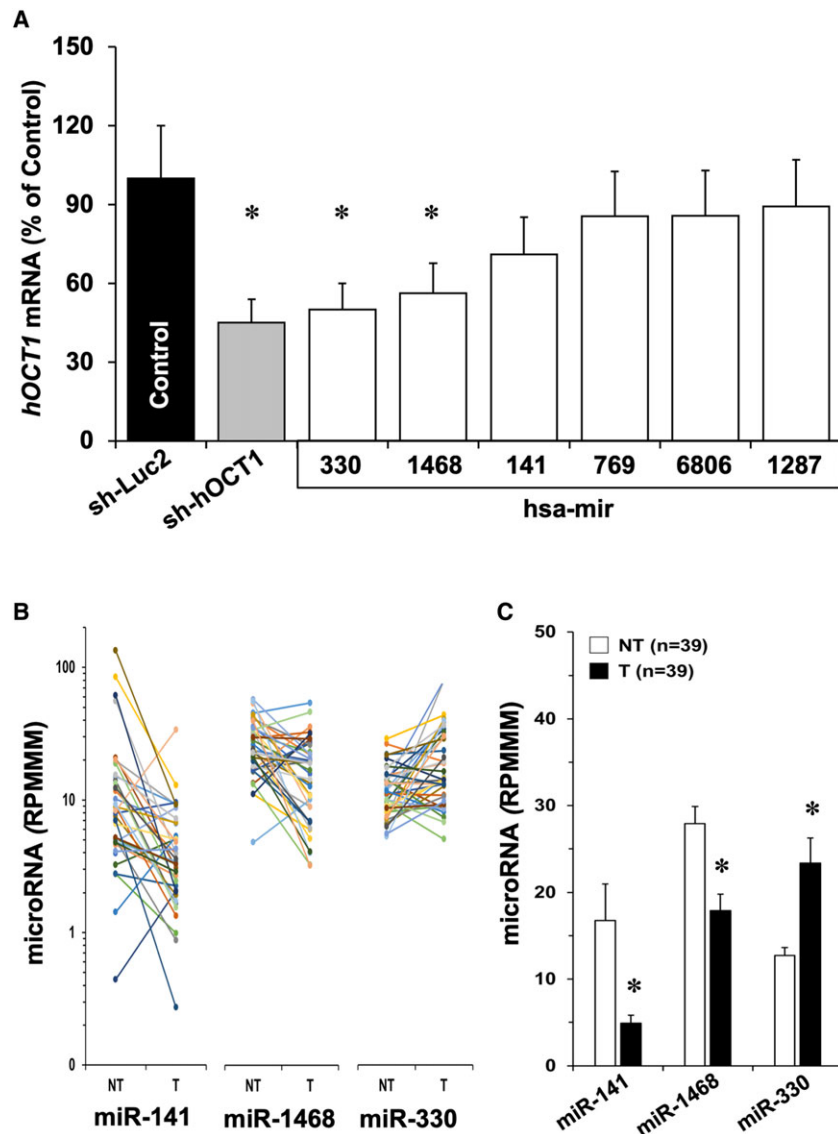 A
hOCT1 mRNA (% of Control)
150
120
90
60
30
0
Control
* * *
sh-Luc2 sh-hOCT1 330 1468 141 769 6806 1287
hsa-mir
B
microRNA (RPMMM)
100
10
1
0
NT T NT T NT T
miR-141 miR-1468 miR-330
C
microRNA (RPMMM)
50
40
30
20
10
0
NT (n=39)
T (n=39)
* * *
miR-141 miR-1468 miR-330